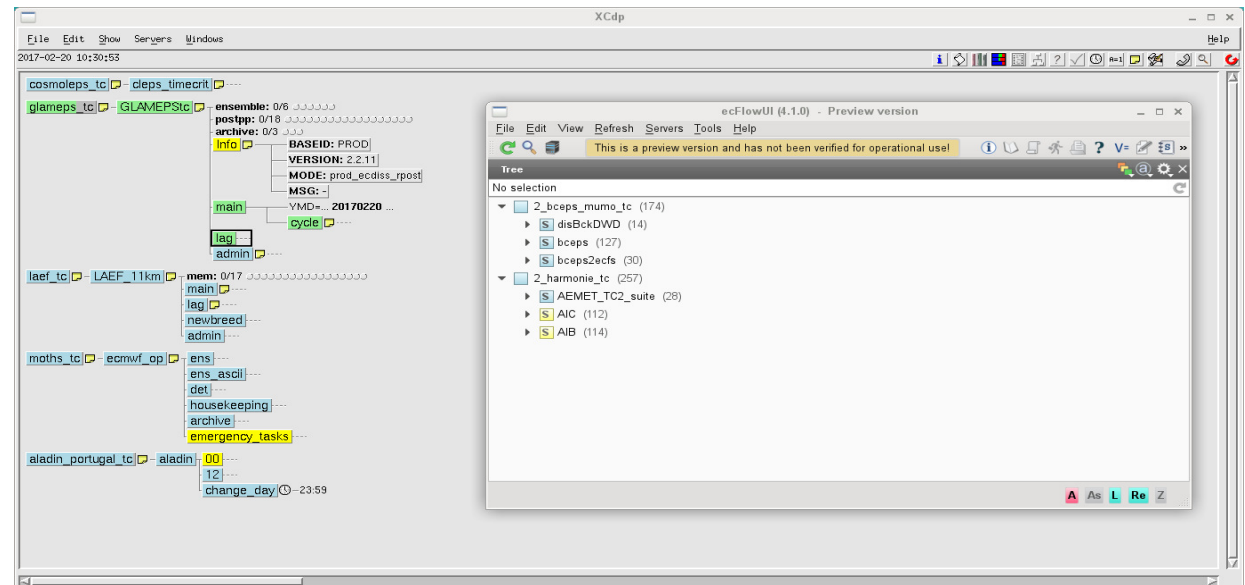 XCdp
File Edit Show Servers Windows Help
2017-02-20 10:30:53
cosmoleps_tc cleps_timecrit
glameps_tc GLAMEPStc ensemble: 0/6
postpp: 0/18
archive: 0/3
Info BASEID: PROD
VERSION: 2.2.11
MODE: prod_ecdiss_rpost
MSG: -
main YMD=... 20170220 ...
cycle
lag
admin
laef_tc LAEF_11km mem: 0/17
main
lag
newbreed
admin
moths_tc ecmwf_op ens
ens_ascii
det
housekeeping
archive
emergency_tasks
aladin_portugal_tc aladin 00
12
change_day 23:59
ecFlowUI (4.1.0) - Preview version
File Edit View Refresh Servers Tools Help
This is a preview version and has not been verified for operational use! ? V= »
Tree
No selection
2_bceps_mumo_tc (174)
S disBckDWD (14)
S bceps (127)
S bceps2ecfs (30)
2_harmonie_tc (257)
S AEMET_TC2_suite (28)
S AIC (112)
S AIB (114)
A As L Re Z